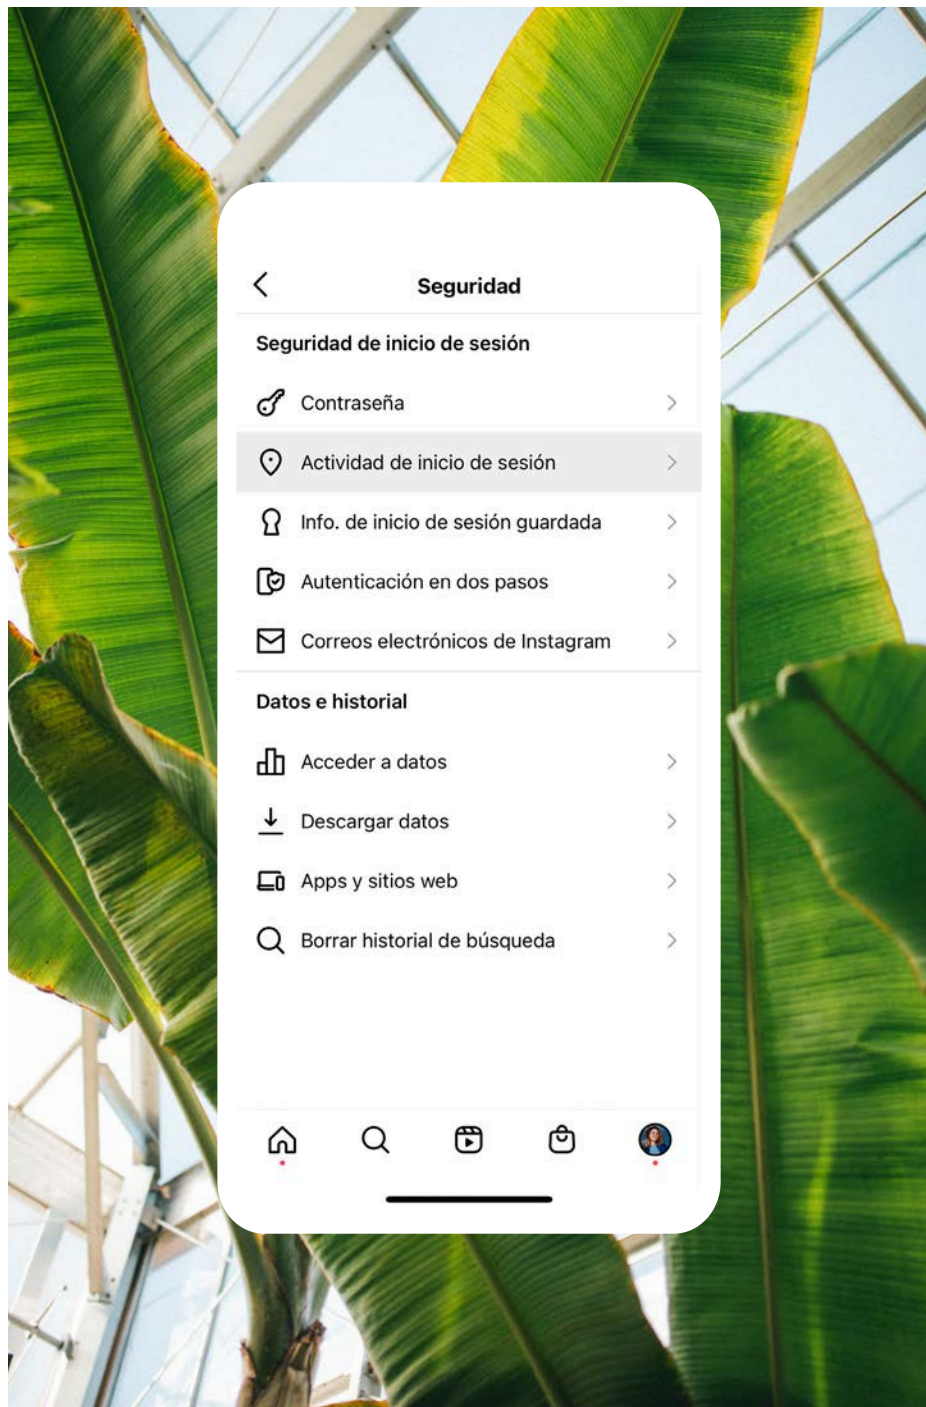 Seguridad
Seguridad de inicio de sesión
Contraseña
Actividad de inicio de sesión
Info. de inicio de sesión guardada
Autenticación en dos pasos
Correos electrónicos de Instagram
Datos e historial
Acceder a datos
Descargar datos
Apps y sitios web
Borrar historial de búsqueda